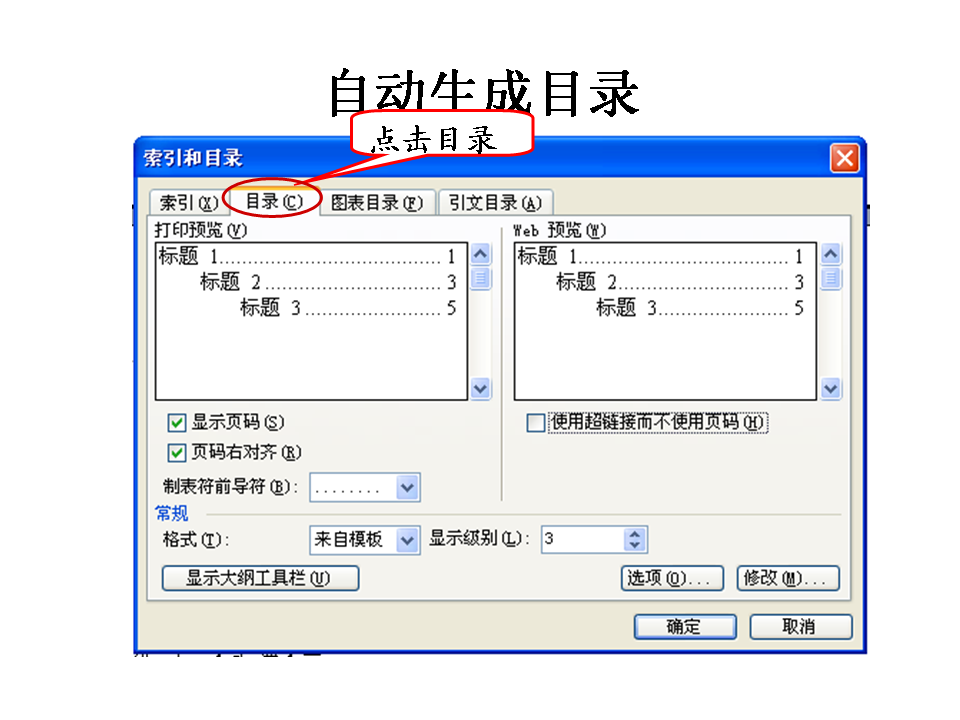 自动生成目录
点击目录
索引和目录
索引(X) 目录(C) 图表目录(F) 引文目录(A)
打印预览(V)
标题 1........................................ 1
标题 2................................ 3
标题 3........................ 5
Web 预览(W)
标题 1..................................... 1
标题 2.............................. 3
标题 3....................... 5
显示页码(S)
页码右对齐(R)
使用超链接而不使用页码(H)
制表符前导符(B): ........
常规
格式(T): 来自模板 显示级别(L): 3
显示大纲工具栏(U) 选项(O)... 修改(M)...
确定 取消